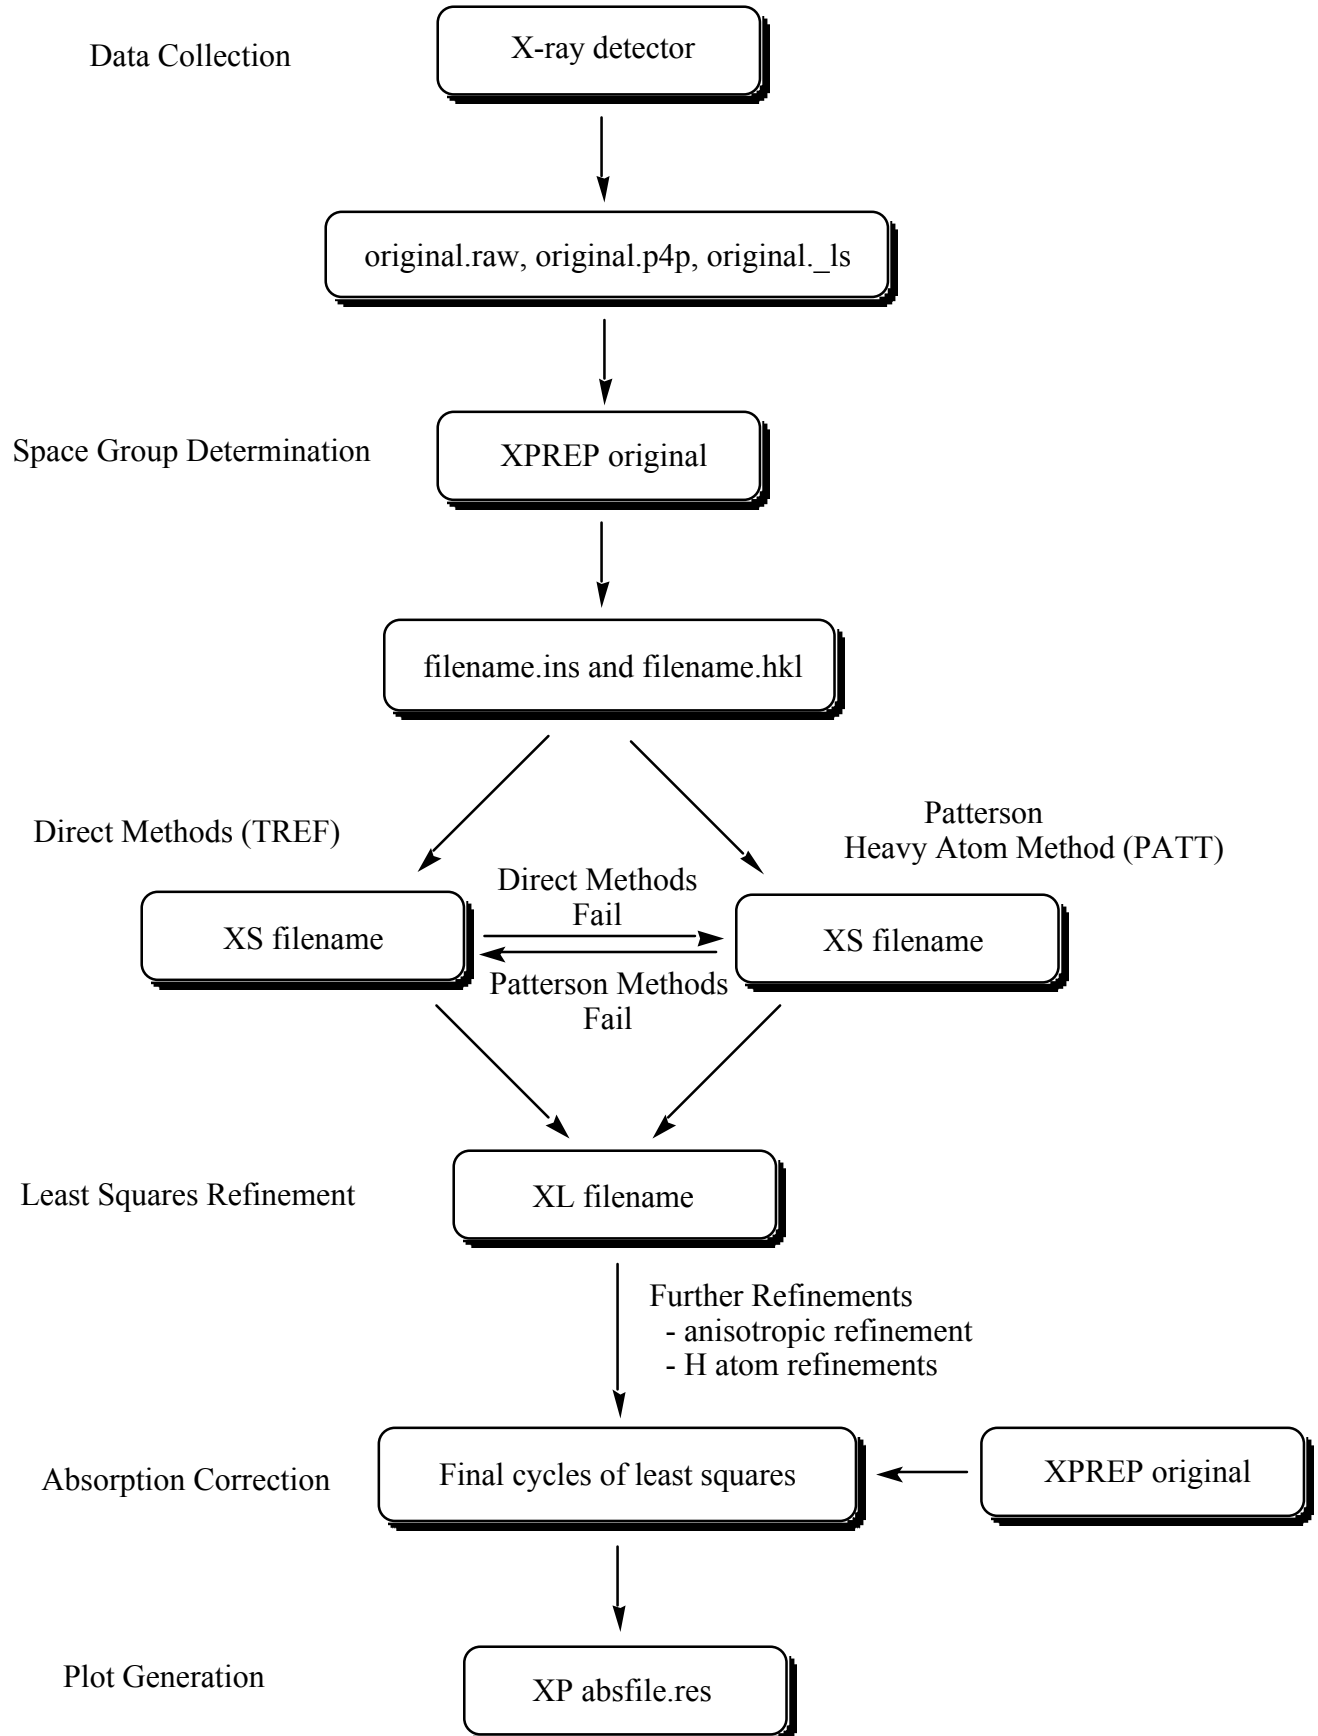 Data Collection
X-ray detector
original.raw, original.p4p, original._ls
Space Group Determination
XPREP original
filename.ins and filename.hkl
Direct Methods (TREF)
Patterson
Heavy Atom Method (PATT)
XS filename
Direct Methods
Fail
Patterson Methods
Fail
XS filename
Least Squares Refinement
XL filename
Further Refinements
- anisotropic refinement
- H atom refinements
Absorption Correction
Final cycles of least squares
XPREP original
Plot Generation
XP absfile.res